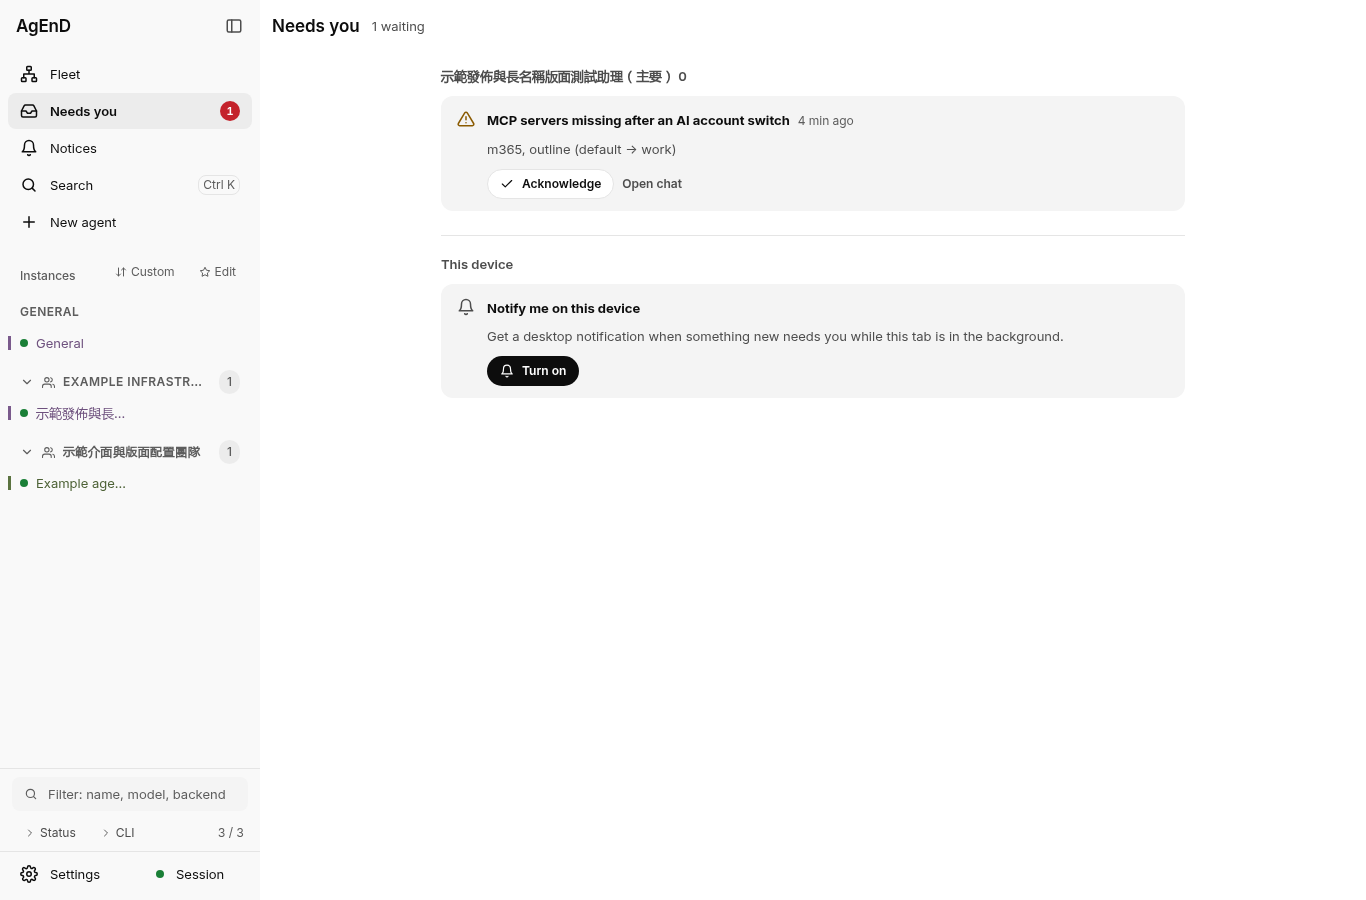 AgEnD
Fleet
Needs you 1
Notices
Search Ctrl K
New agent
Instances Custom Edit
GENERAL
General
EXAMPLE INFRASTR... 1
示範發佈與長...
示範介面與版面配置團隊 1
Example age...
Filter: name, model, backend
Status CLI 3 / 3
Settings Session
Needs you 1 waiting
示範發佈與長名稱版面測試助理（主要）0
MCP servers missing after an AI account switch 4 min ago
m365, outline (default → work)
Acknowledge Open chat
This device
Notify me on this device
Get a desktop notification when something new needs you while this tab is in the background.
Turn on